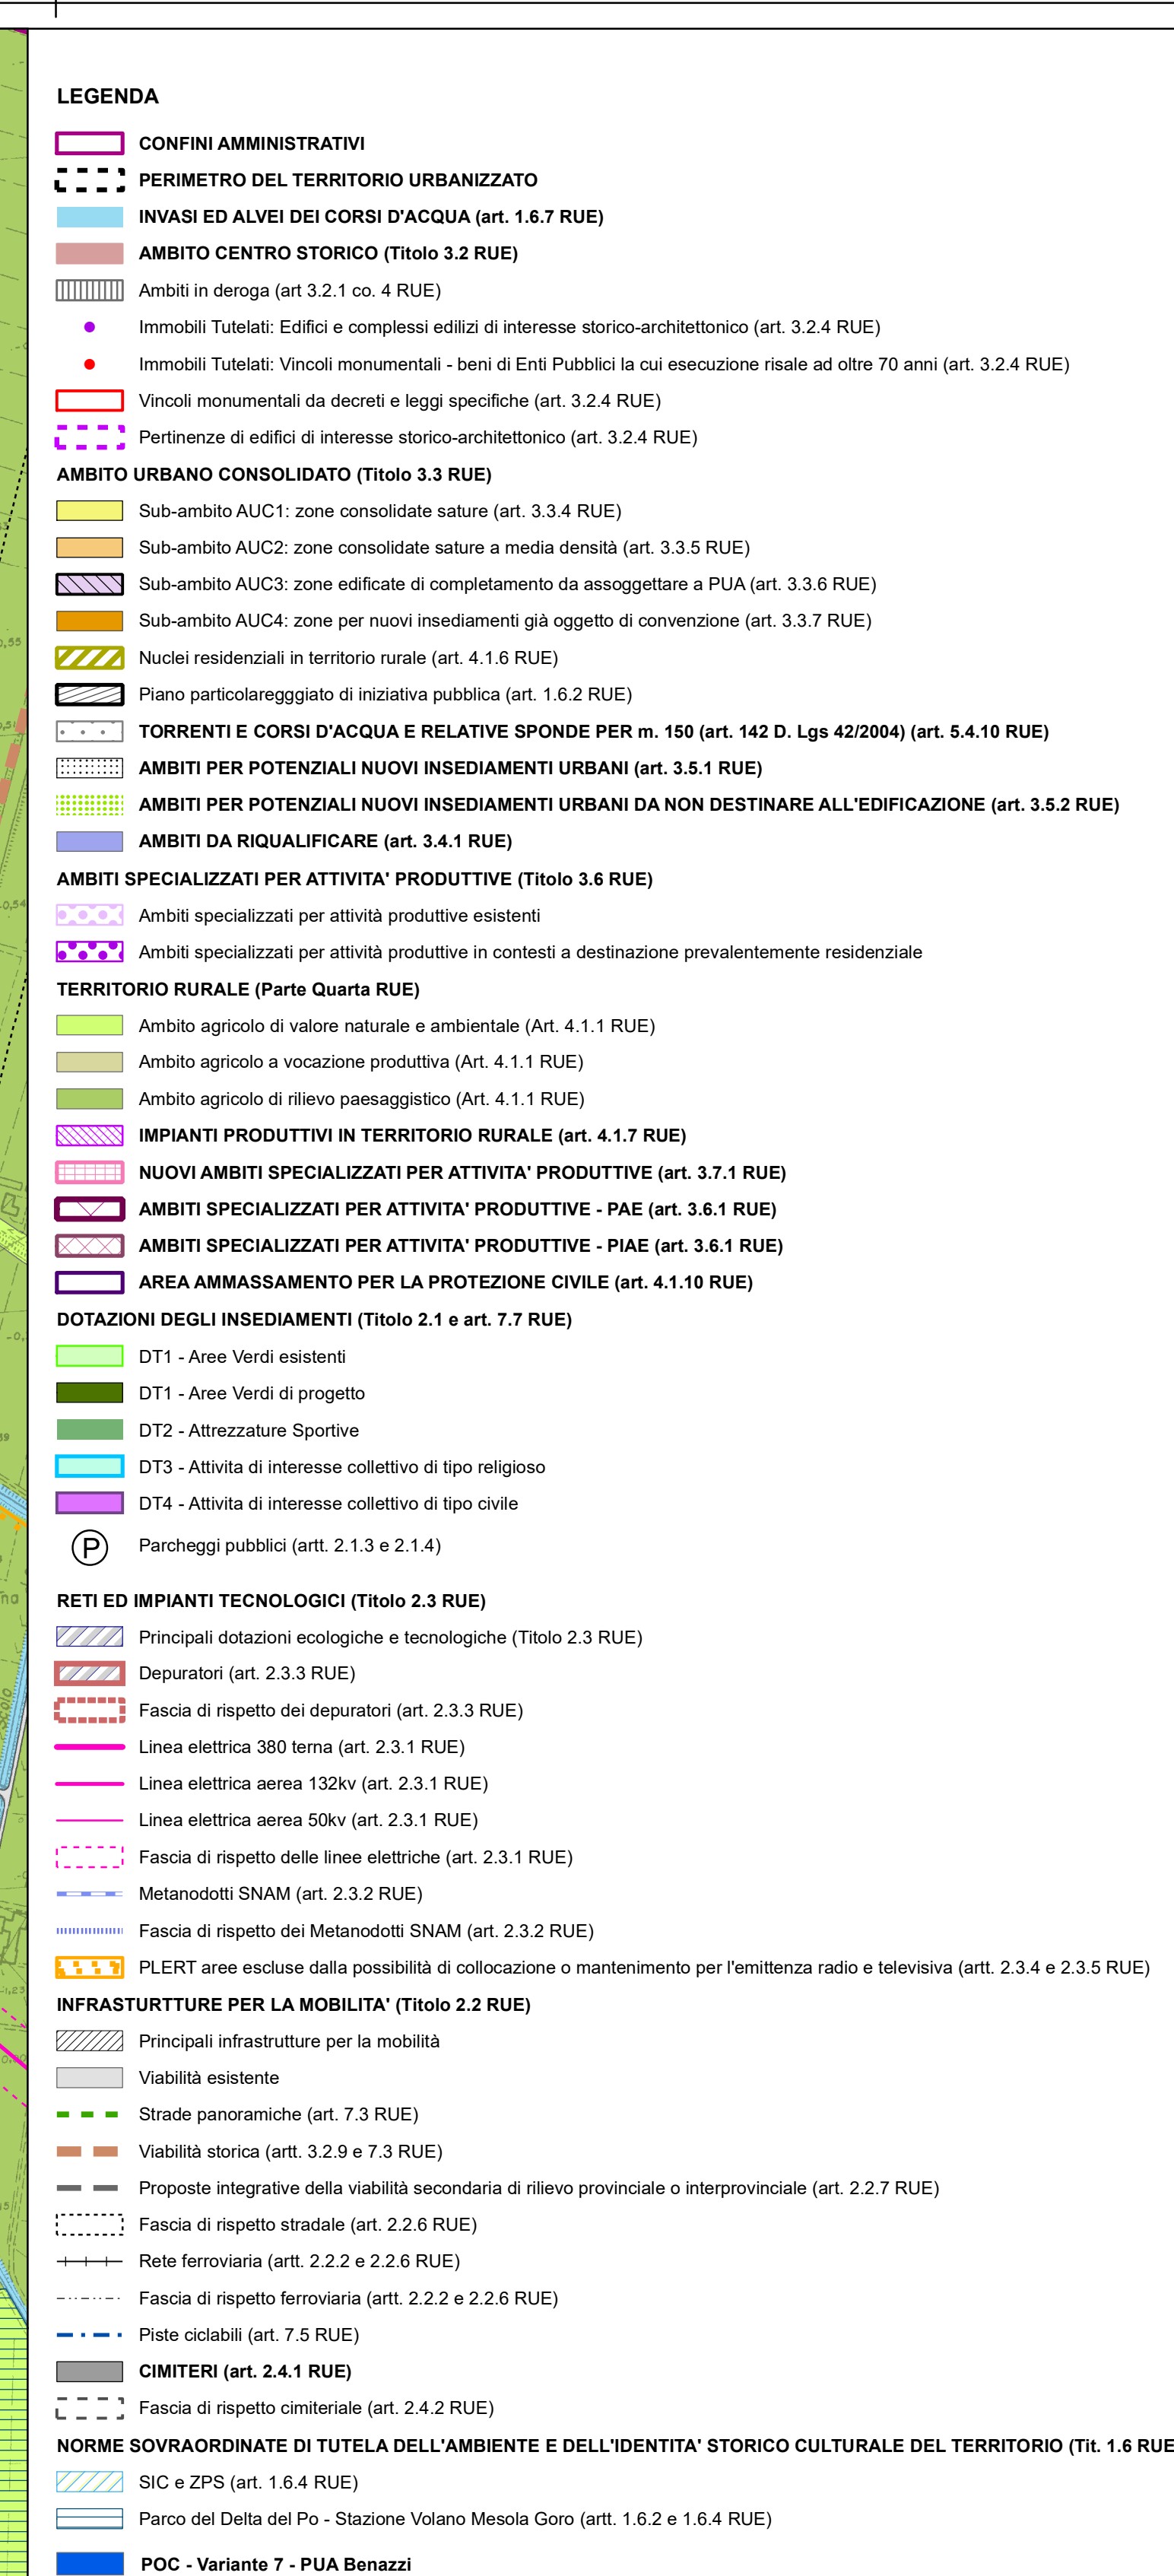 LEGENDA
CONFINI AMMINISTRATIVI
PERIMETRO DEL TERRITORIO URBANIZZATO
INVASI ED ALVEI DEI CORSI D'ACQUA (art. 1.6.7 RUE)
AMBITO CENTRO STORICO (Titolo 3.2 RUE)
Ambiti in deroga (art 3.2.1 co. 4 RUE)
Immobili Tutelati: Edifici e complessi edilizi di interesse storico-architettonico (art. 3.2.4 RUE)
Immobili Tutelati: Vincoli monumentali - beni di Enti Pubblici la cui esecuzione risale ad oltre 70 anni (art. 3.2.4 RUE)
Vincoli monumentali da decreti e leggi specifiche (art. 3.2.4 RUE)
Pertinenze di edifici di interesse storico-architettonico (art. 3.2.4 RUE)
AMBITO URBANO CONSOLIDATO (Titolo 3.3 RUE)
Sub-ambito AUC1: zone consolidate sature (art. 3.3.4 RUE)
Sub-ambito AUC2: zone consolidate sature a media densità (art. 3.3.5 RUE)
Sub-ambito AUC3: zone edificate di completamento da assoggettare a PUA (art. 3.3.6 RUE)
Sub-ambito AUC4: zone per nuovi insediamenti già oggetto di convenzione (art. 3.3.7 RUE)
Nuclei residenziali in territorio rurale (art. 4.1.6 RUE)
Piano particolaregggiato di iniziativa pubblica (art. 1.6.2 RUE)
TORRENTI E CORSI D'ACQUA E RELATIVE SPONDE PER m. 150 (art. 142 D. Lgs 42/2004) (art. 5.4.10 RUE)
AMBITI PER POTENZIALI NUOVI INSEDIAMENTI URBANI (art. 3.5.1 RUE)
AMBITI PER POTENZIALI NUOVI INSEDIAMENTI URBANI DA NON DESTINARE ALL'EDIFICAZIONE (art. 3.5.2 RUE)
AMBITI DA RIQUALIFICARE (art. 3.4.1 RUE)
AMBITI SPECIALIZZATI PER ATTIVITA' PRODUTTIVE (Titolo 3.6 RUE)
Ambiti specializzati per attività produttive esistenti
Ambiti specializzati per attività produttive in contesti a destinazione prevalentemente residenziale
TERRITORIO RURALE (Parte Quarta RUE)
Ambito agricolo di valore naturale e ambientale (Art. 4.1.1 RUE)
Ambito agricolo a vocazione produttiva (Art. 4.1.1 RUE)
Ambito agricolo di rilievo paesaggistico (Art. 4.1.1 RUE)
IMPIANTI PRODUTTIVI IN TERRITORIO RURALE (art. 4.1.7 RUE)
NUOVI AMBITI SPECIALIZZATI PER ATTIVITA' PRODUTTIVE (art. 3.7.1 RUE)
AMBITI SPECIALIZZATI PER ATTIVITA' PRODUTTIVE - PAE (art. 3.6.1 RUE)
AMBITI SPECIALIZZATI PER ATTIVITA' PRODUTTIVE - PIAE (art. 3.6.1 RUE)
AREA AMMASSAMENTO PER LA PROTEZIONE CIVILE (art. 4.1.10 RUE)
DOTAZIONI DEGLI INSEDIAMENTI (Titolo 2.1 e art. 7.7 RUE)
DT1 - Aree Verdi esistenti
DT1 - Aree Verdi di progetto
DT2 - Attrezzature Sportive
DT3 - Attivita di interesse collettivo di tipo religioso
DT4 - Attivita di interesse collettivo di tipo civile
P Parcheggi pubblici (artt. 2.1.3 e 2.1.4)
RETI ED IMPIANTI TECNOLOGICI (Titolo 2.3 RUE)
Principali dotazioni ecologiche e tecnologiche (Titolo 2.3 RUE)
Depuratori (art. 2.3.3 RUE)
Fascia di rispetto dei depuratori (art. 2.3.3 RUE)
Linea elettrica 380 terna (art. 2.3.1 RUE)
Linea elettrica aerea 132kv (art. 2.3.1 RUE)
Linea elettrica aerea 50kv (art. 2.3.1 RUE)
Fascia di rispetto delle linee elettriche (art. 2.3.1 RUE)
Metanodotti SNAM (art. 2.3.2 RUE)
Fascia di rispetto dei Metanodotti SNAM (art. 2.3.2 RUE)
PLERT aree escluse dalla possibilità di collocazione o mantenimento per l'emittenza radio e televisiva (artt. 2.3.4 e 2.3.5 RUE)
INFRASTURTTURE PER LA MOBILITA' (Titolo 2.2 RUE)
Principali infrastrutture per la mobilità
Viabilità esistente
Strade panoramiche (art. 7.3 RUE)
Viabilità storica (artt. 3.2.9 e 7.3 RUE)
Proposte integrative della viabilità secondaria di rilievo provinciale o interprovinciale (art. 2.2.7 RUE)
Fascia di rispetto stradale (art. 2.2.6 RUE)
Rete ferroviaria (artt. 2.2.2 e 2.2.6 RUE)
Fascia di rispetto ferroviaria (artt. 2.2.2 e 2.2.6 RUE)
Piste ciclabili (art. 7.5 RUE)
CIMITERI (art. 2.4.1 RUE)
Fascia di rispetto cimiteriale (art. 2.4.2 RUE)
NORME SOVRAORDINATE DI TUTELA DELL'AMBIENTE E DELL'IDENTITA' STORICO CULTURALE DEL TERRITORIO (Tit. 1.6 RUE
SIC e ZPS (art. 1.6.4 RUE)
Parco del Delta del Po - Stazione Volano Mesola Goro (artt. 1.6.2 e 1.6.4 RUE)
POC - Variante 7 - PUA Benazzi